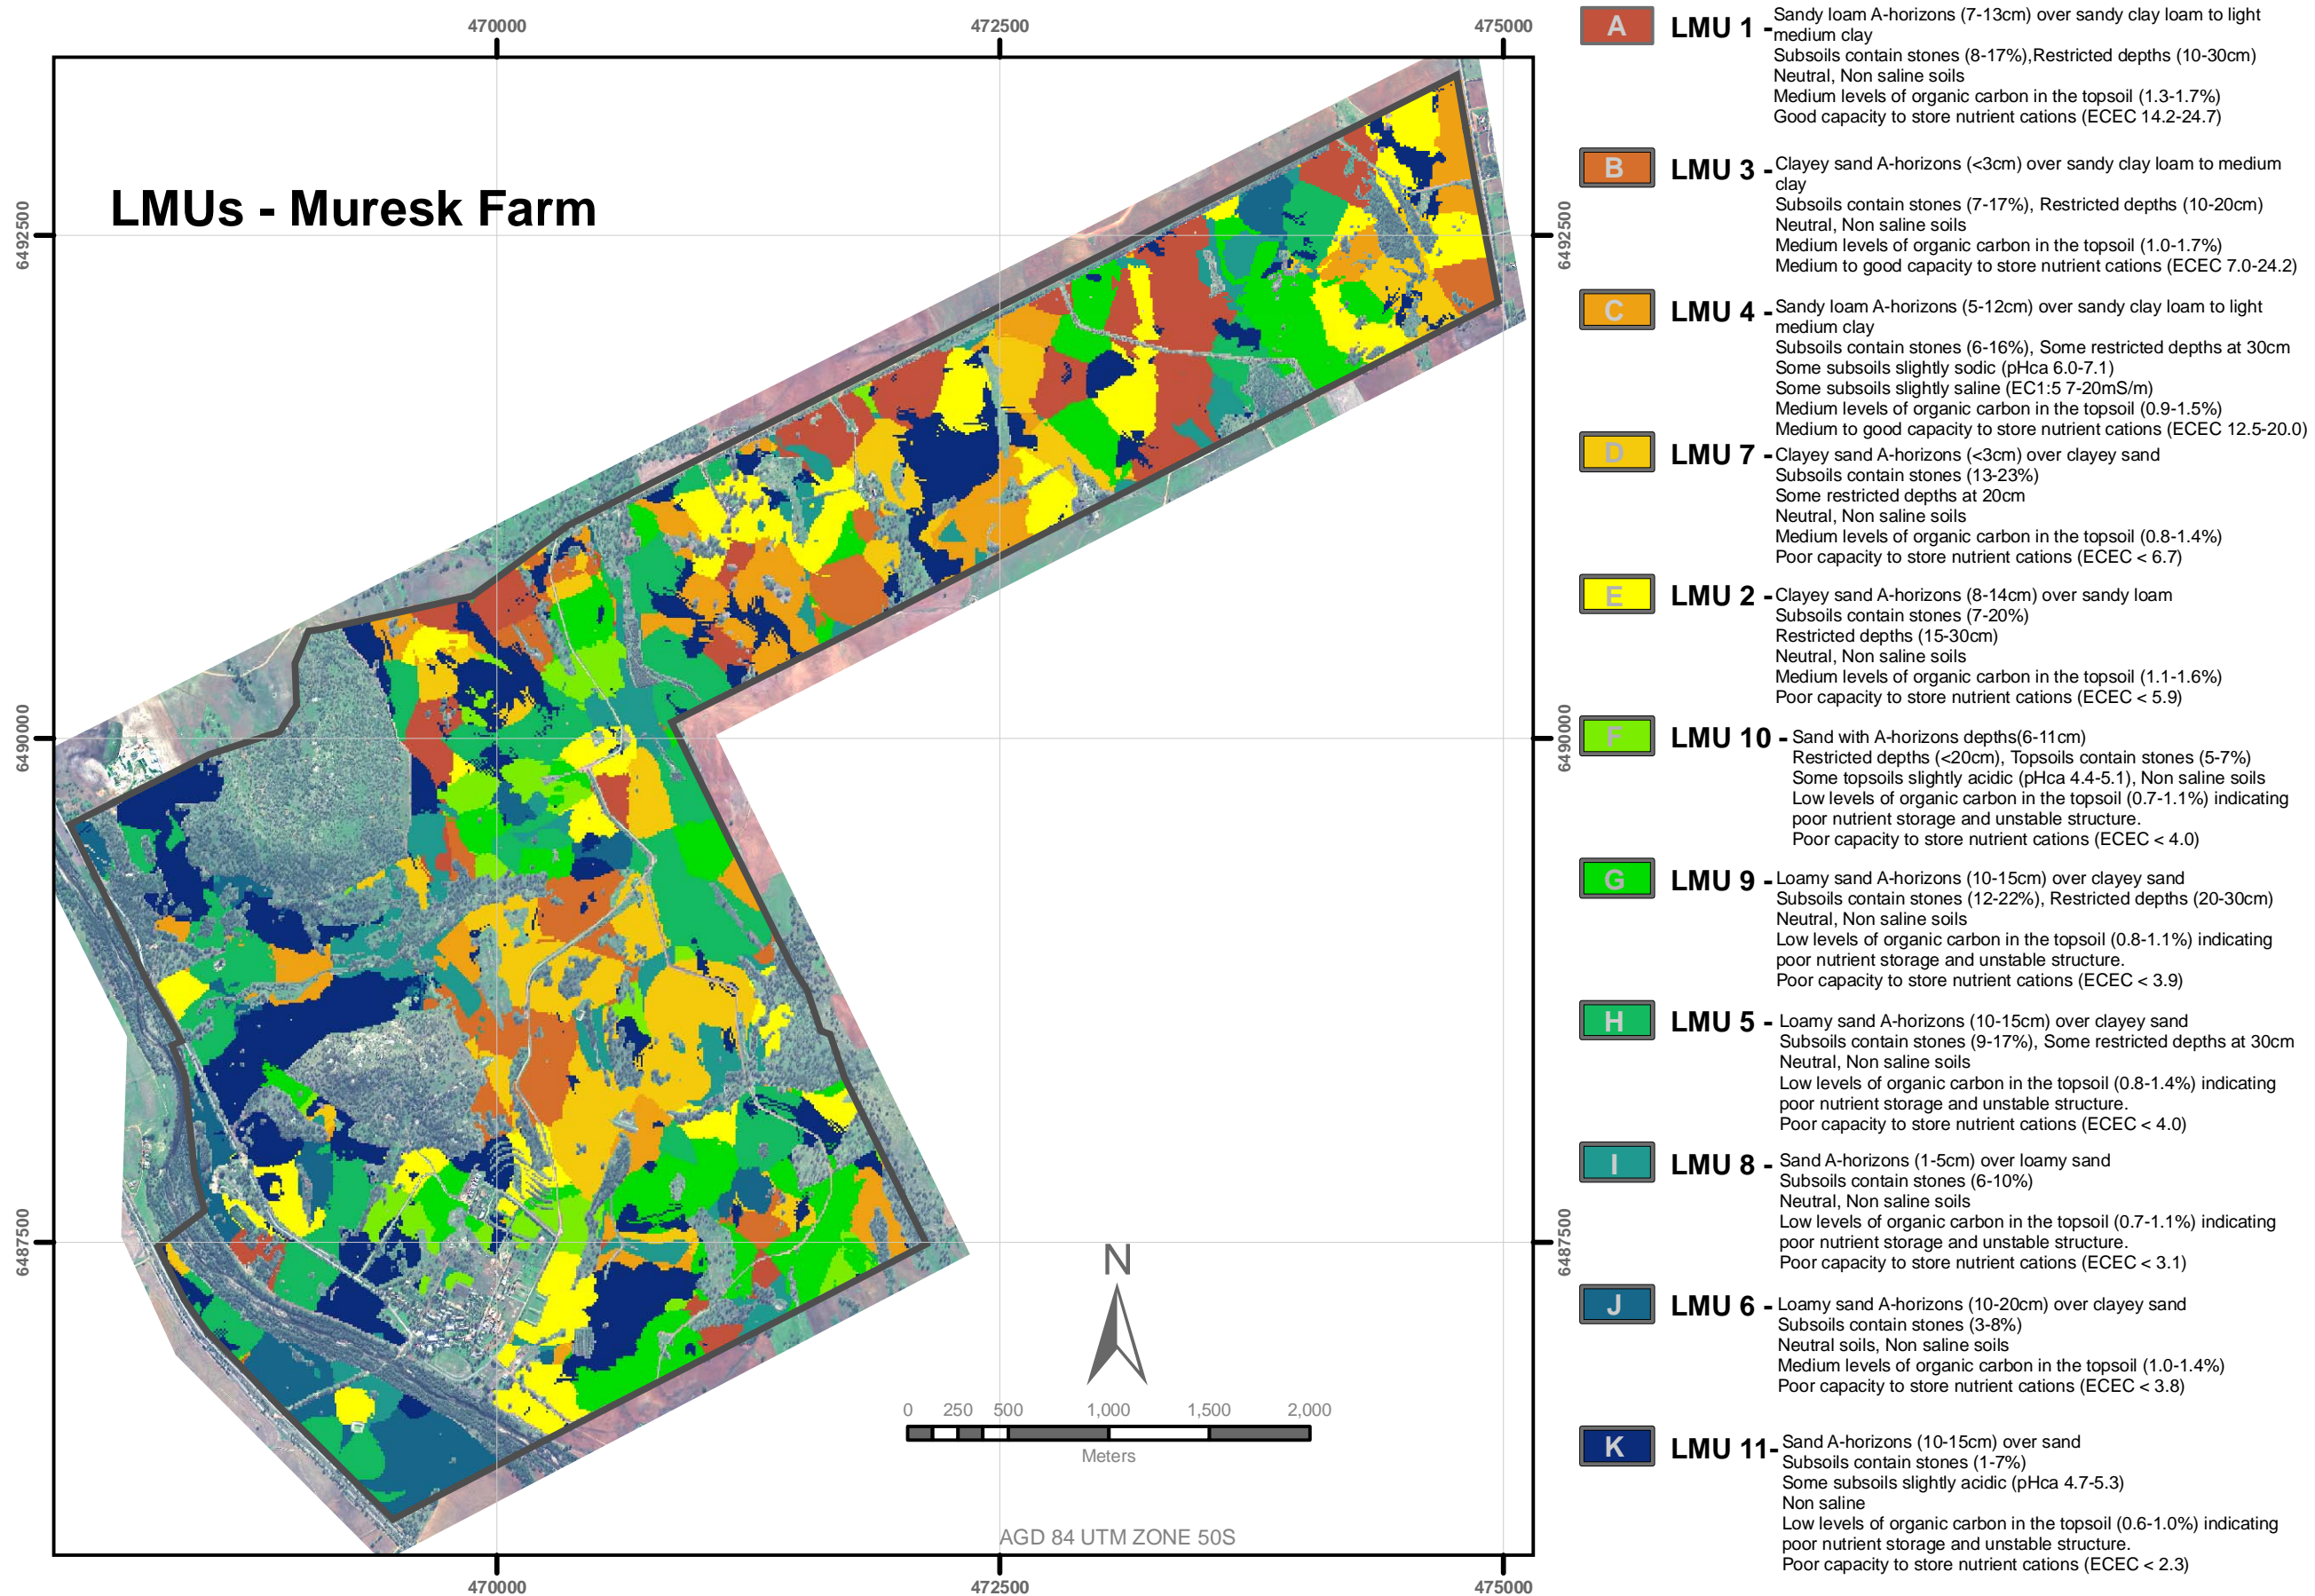 470000
472500
475000
LMUs - Muresk Farm
6492500
6492500
6490000
6490000
6487500
6487500
N
0 250 500 1,000 1,500 2,000
Meters
AGD 84 UTM ZONE 50S
470000
472500
475000
A
LMU 1 - Sandy loam A-horizons (7-13cm) over sandy clay loam to light
medium clay
Subsoils contain stones (8-17%),Restricted depths (10-30cm)
Neutral, Non saline soils
Medium levels of organic carbon in the topsoil (1.3-1.7%)
Good capacity to store nutrient cations (ECEC 14.2-24.7)
B
LMU 3 - Clayey sand A-horizons (<3cm) over sandy clay loam to medium
clay
Subsoils contain stones (7-17%), Restricted depths (10-20cm)
Neutral, Non saline soils
Medium levels of organic carbon in the topsoil (1.0-1.7%)
Medium to good capacity to store nutrient cations (ECEC 7.0-24.2)
C
LMU 4 - Sandy loam A-horizons (5-12cm) over sandy clay loam to light
medium clay
Subsoils contain stones (6-16%), Some restricted depths at 30cm
Some subsoils slightly sodic (pHca 6.0-7.1)
Some subsoils slightly saline (EC1:5 7-20mS/m)
Medium levels of organic carbon in the topsoil (0.9-1.5%)
Medium to good capacity to store nutrient cations (ECEC 12.5-20.0)
D
LMU 7 - Clayey sand A-horizons (<3cm) over clayey sand
Subsoils contain stones (13-23%)
Some restricted depths at 20cm
Neutral, Non saline soils
Medium levels of organic carbon in the topsoil (0.8-1.4%)
Poor capacity to store nutrient cations (ECEC < 6.7)
E
LMU 2 - Clayey sand A-horizons (8-14cm) over sandy loam
Subsoils contain stones (7-20%)
Restricted depths (15-30cm)
Neutral, Non saline soils
Medium levels of organic carbon in the topsoil (1.1-1.6%)
Poor capacity to store nutrient cations (ECEC < 5.9)
F
LMU 10 - Sand with A-horizons depths(6-11cm)
Restricted depths (<20cm), Topsoils contain stones (5-7%)
Some topsoils slightly acidic (pHca 4.4-5.1), Non saline soils
Low levels of organic carbon in the topsoil (0.7-1.1%) indicating
poor nutrient storage and unstable structure.
Poor capacity to store nutrient cations (ECEC < 4.0)
G
LMU 9 - Loamy sand A-horizons (10-15cm) over clayey sand
Subsoils contain stones (12-22%), Restricted depths (20-30cm)
Neutral, Non saline soils
Low levels of organic carbon in the topsoil (0.8-1.1%) indicating
poor nutrient storage and unstable structure.
Poor capacity to store nutrient cations (ECEC < 3.9)
H
LMU 5 - Loamy sand A-horizons (10-15cm) over clayey sand
Subsoils contain stones (9-17%), Some restricted depths at 30cm
Neutral, Non saline soils
Low levels of organic carbon in the topsoil (0.8-1.4%) indicating
poor nutrient storage and unstable structure.
Poor capacity to store nutrient cations (ECEC < 4.0)
I
LMU 8 - Sand A-horizons (1-5cm) over loamy sand
Subsoils contain stones (6-10%)
Neutral, Non saline soils
Low levels of organic carbon in the topsoil (0.7-1.1%) indicating
poor nutrient storage and unstable structure.
Poor capacity to store nutrient cations (ECEC < 3.1)
J
LMU 6 - Loamy sand A-horizons (10-20cm) over clayey sand
Subsoils contain stones (3-8%)
Neutral soils, Non saline soils
Medium levels of organic carbon in the topsoil (1.0-1.4%)
Poor capacity to store nutrient cations (ECEC < 3.8)
K
LMU 11- Sand A-horizons (10-15cm) over sand
Subsoils contain stones (1-7%)
Some subsoils slightly acidic (pHca 4.7-5.3)
Non saline
Low levels of organic carbon in the topsoil (0.6-1.0%) indicating
poor nutrient storage and unstable structure.
Poor capacity to store nutrient cations (ECEC < 2.3)